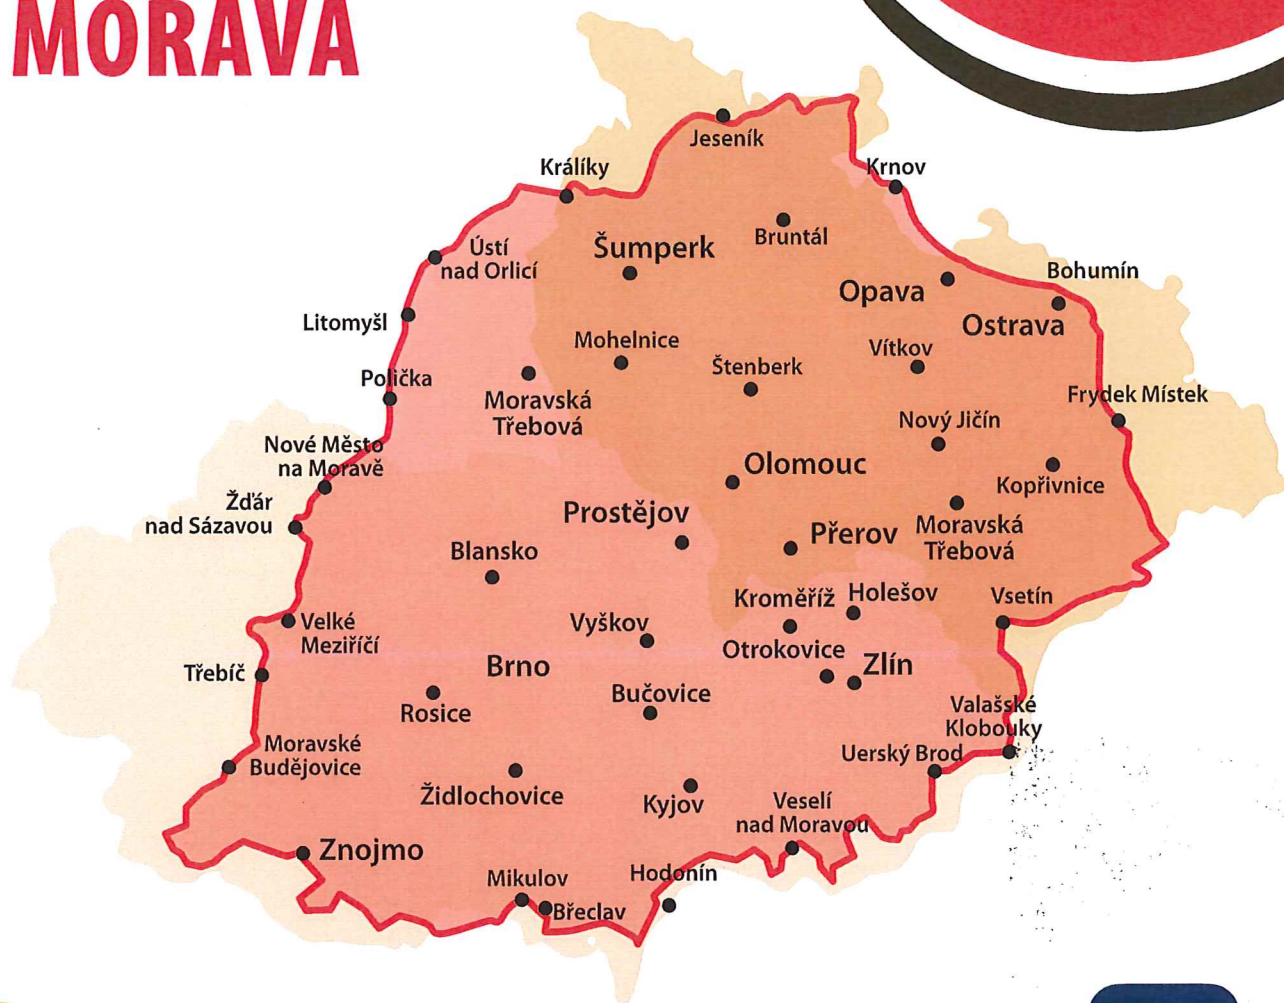 MORAVA
Jeseník
Králíky
Krnov
Bruntál
Šumperk
Ústí
nad Orlicí
Bohumín
Opava
Litomyšl
Ostrava
Mohelnice
Vítkov
Štenberk
Polička
Moravská
Třebová
Frydek Místek
Nový Jičín
Nové Město
na Moravě
Olomouc
Kopřivnice
Žďár
nad Sázavou
Prostějov
Přerov
Moravská
Třebová
Blansko
Kroměříž
Holešov
Vsetín
Velké
Meziříčí
Vyškov
Otrokovice
Zlín
Třebíč
Brno
Bučovice
Rosice
Valašské
Klobouky
Moravské
Budějovice
Uerský Brod
Židlochovice
Kyjov
Veselí
nad Moravou
Znojmo
Mikulov
Hodonín
Břeclav